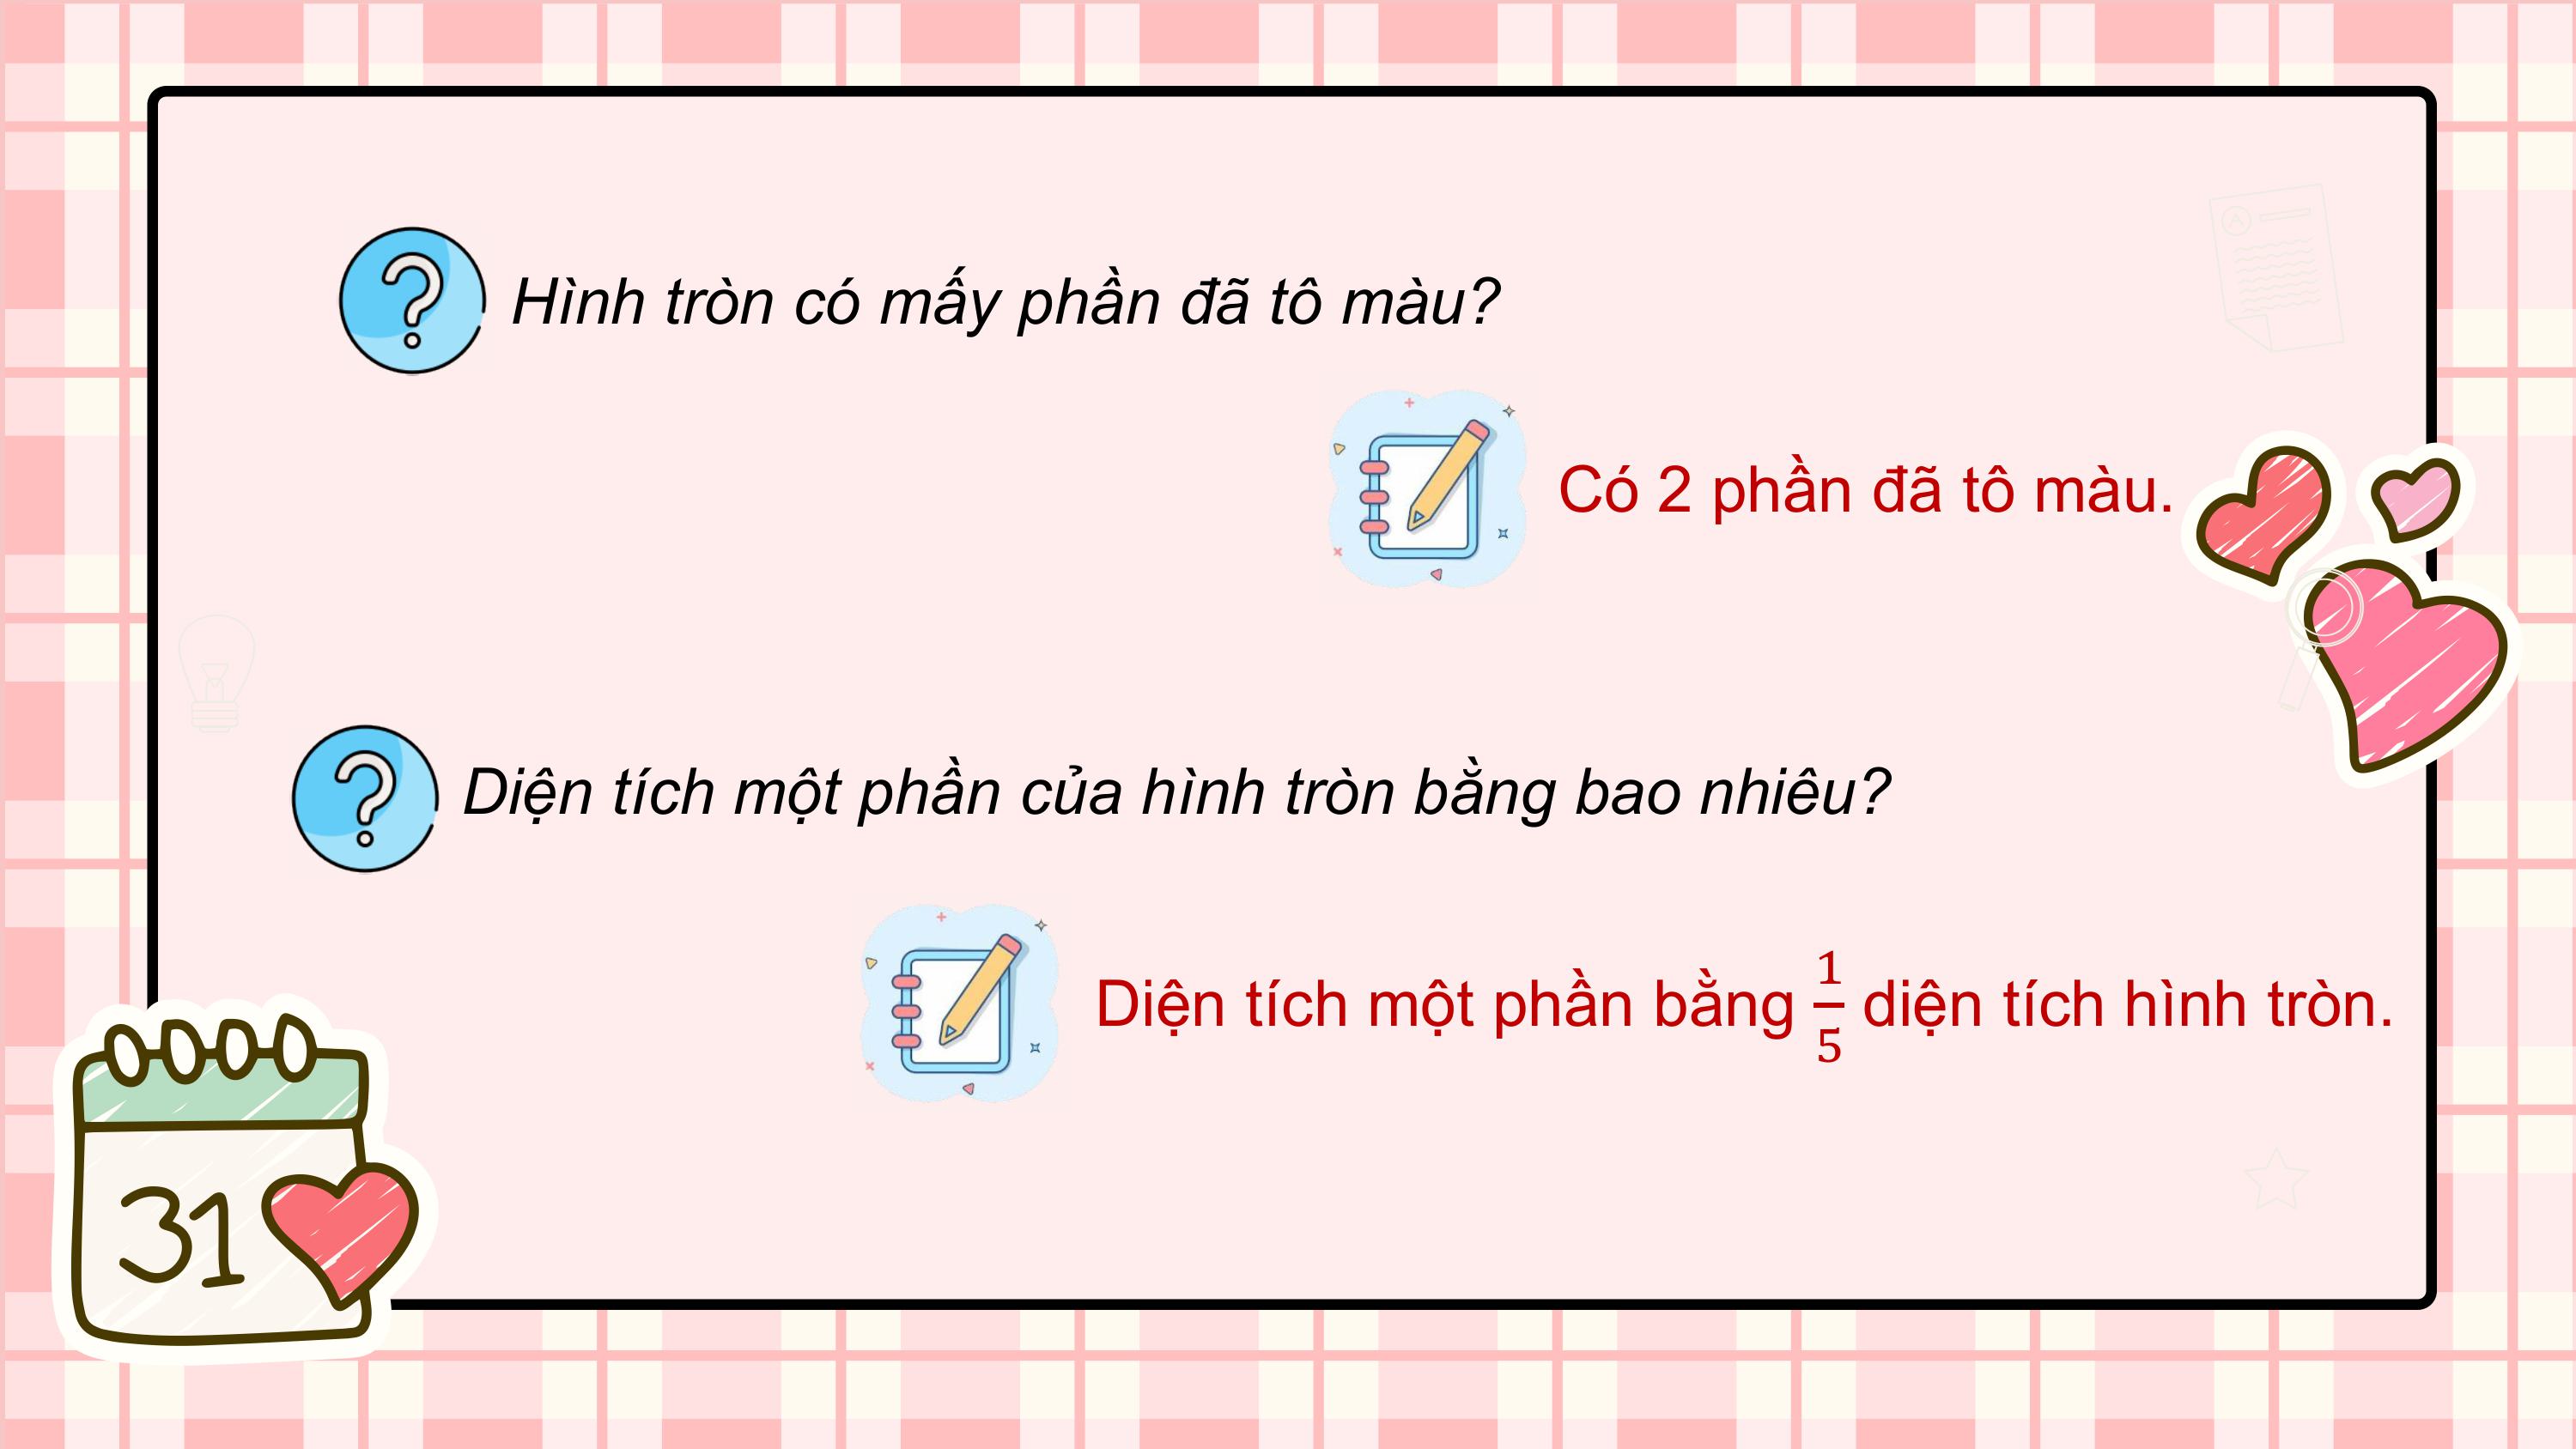 Hình tròn có mấy phần đã tô màu?
Có 2 phần đã tô màu.
Diện tích một phần của hình tròn bằng bao nhiêu?
Diện tích một phần bằng 1/5 diện tích hình tròn.
31